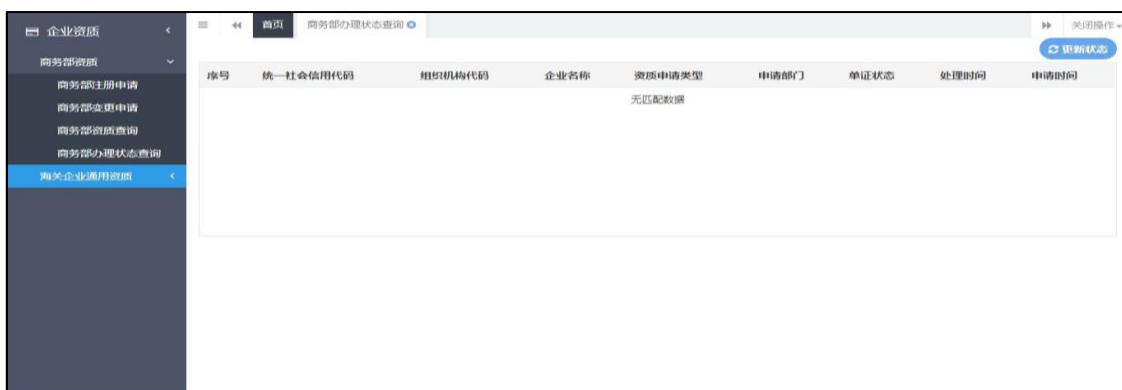 企业资质
首页 商务部办理状态查询 关闭操作
商务部资质
更新状态
商务部注册申请
商务部变更申请
商务部资质查询
商务部办理状态查询
海关企业通用资质
序号 统一社会信用代码 组织机构代码 企业名称 资质申请类型 申请部门 单证状态 处理时间 申请时间
无匹配数据